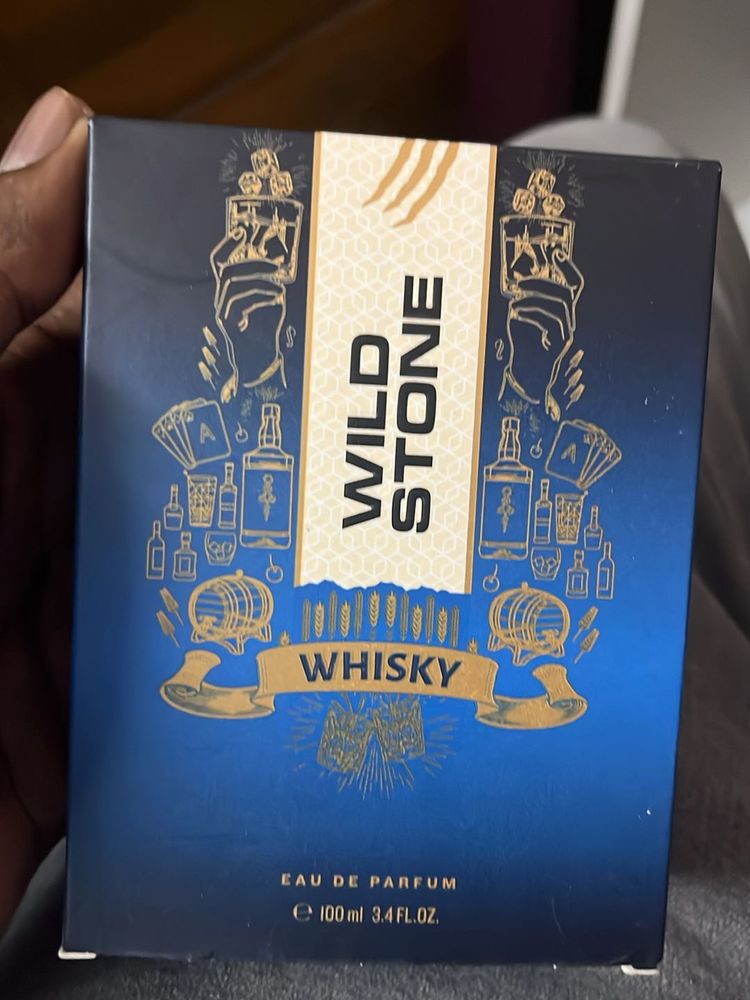 WILD
STONE
A
A
WHISKY
EAU DE PARFUM
℮ 100 ml 3.4 FL.OZ.